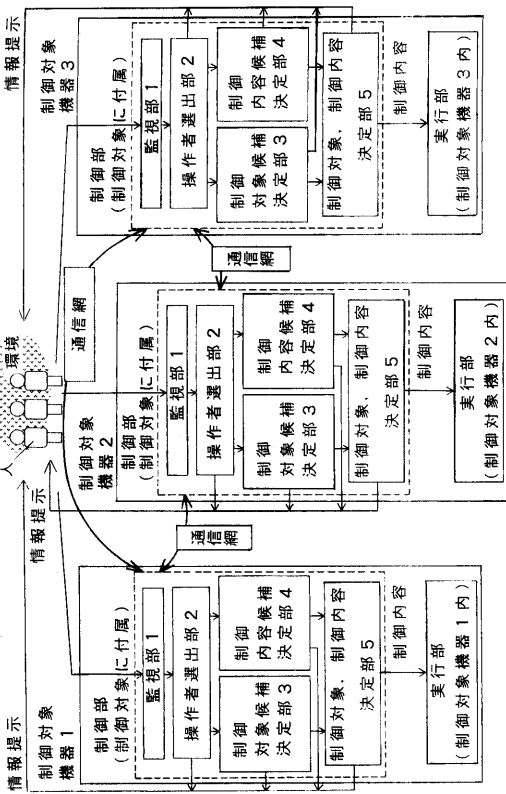 人
環境
情報提示
情報提示
情報提示
通信網
通信網
通信網
制御対象
機器1
制御部
(制御対象に付属)
監視部1
操作者選出部2
制御
対象候補
決定部3
制御
内容候補
決定部4
制御対象、制御内容
決定部5
制御内容
実行部
(制御対象機器1内)
制御対象
機器2
制御部
(制御対象に付属)
監視部1
操作者選出部2
制御
対象候補
決定部3
制御
内容候補
決定部4
制御対象、制御内容
決定部5
制御内容
実行部
(制御対象機器2内)
制御対象
機器3
制御部
(制御対象に付属)
監視部1
操作者選出部2
制御
対象候補
決定部3
制御
内容候補
決定部4
制御対象、制御内容
決定部5
制御内容
実行部
(制御対象機器3内)